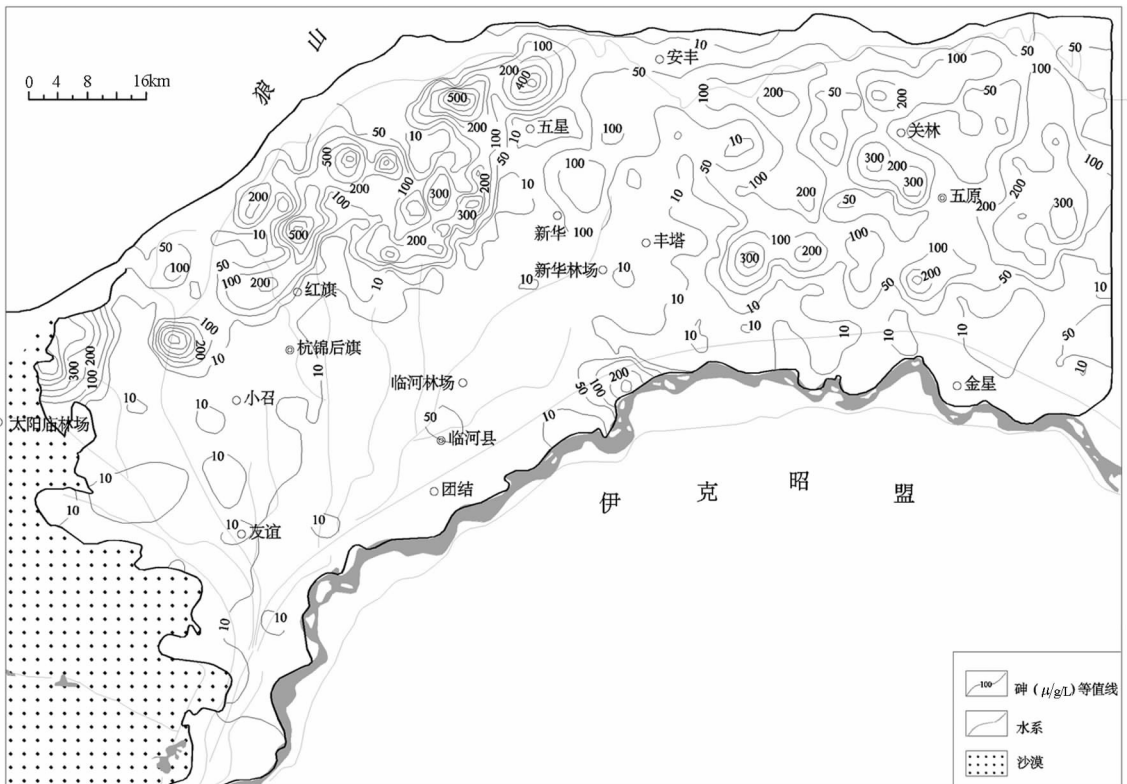 狼 山
0 4 8 16km
安丰
五星
关林
五原
新华
丰塔
新华林场
红旗
杭锦后旗
临河林场
小召
太阳庙林场
临河县
金星
团结
友谊
伊 克 昭 盟
10
50
100
200
300
400
500
100 砷（μ/g/L）等值线
水系
沙漠